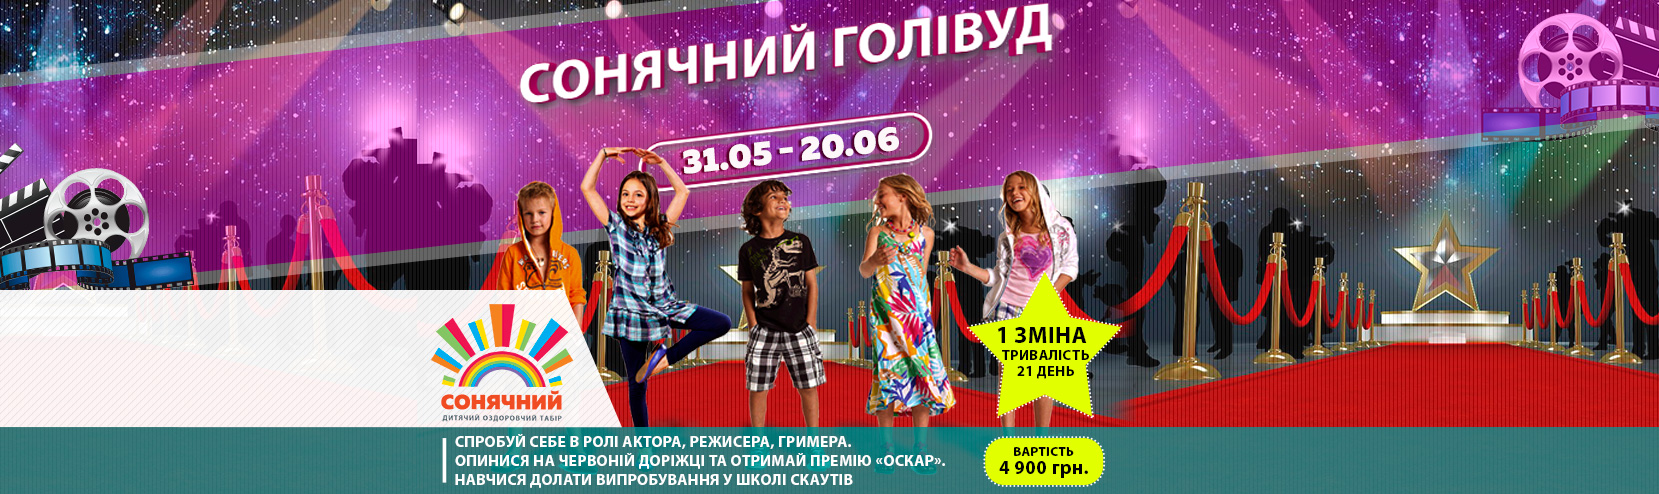 СОНЯЧНИЙ ГОЛІВУД
31.05 – 20.06
1 ЗМІНА
ТРИВАЛІСТЬ
21 ДЕНЬ
СОНЯЧНИЙ
ДИТЯЧИЙ ОЗДОРОВЧИЙ ТАБІР
СПРОБУЙ СЕБЕ В РОЛІ АКТОРА, РЕЖИСЕРА, ГРИМЕРА.
ОПИНИСЯ НА ЧЕРВОНІЙ ДОРІЖЦІ ТА ОТРИМАЙ ПРЕМІЮ «ОСКАР».
НАВЧИСЯ ДОЛАТИ ВИПРОБУВАННЯ У ШКОЛІ СКАУТІВ
ВАРТІСТЬ
4 900 грн.